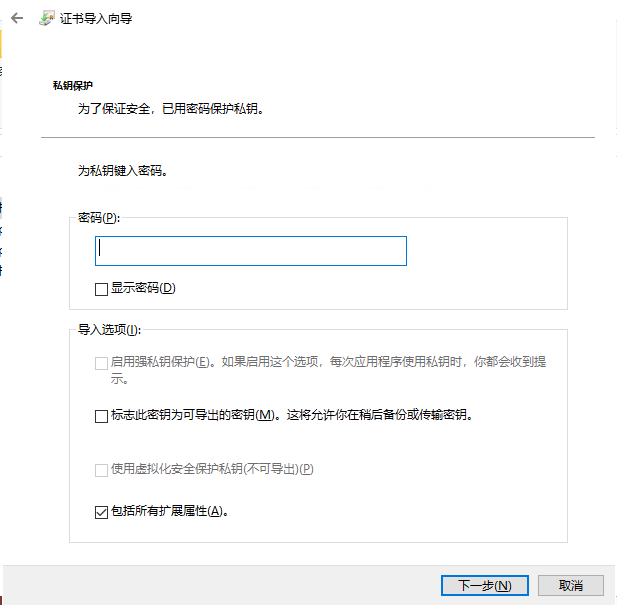 证书导入向导
私钥保护
为了保证安全，已用密码保护私钥。
为私钥键入密码。
密码(P):
显示密码(D)
导入选项(I):
启用强私钥保护(E)。如果启用这个选项，每次应用程序使用私钥时，你都会收到提
示。
标志此密钥为可导出的密钥(M)。这将允许你在稍后备份或传输密钥。
使用虚拟化安全保护私钥(不可导出)(P)
包括所有扩展属性(A)。
下一步(N)
取消